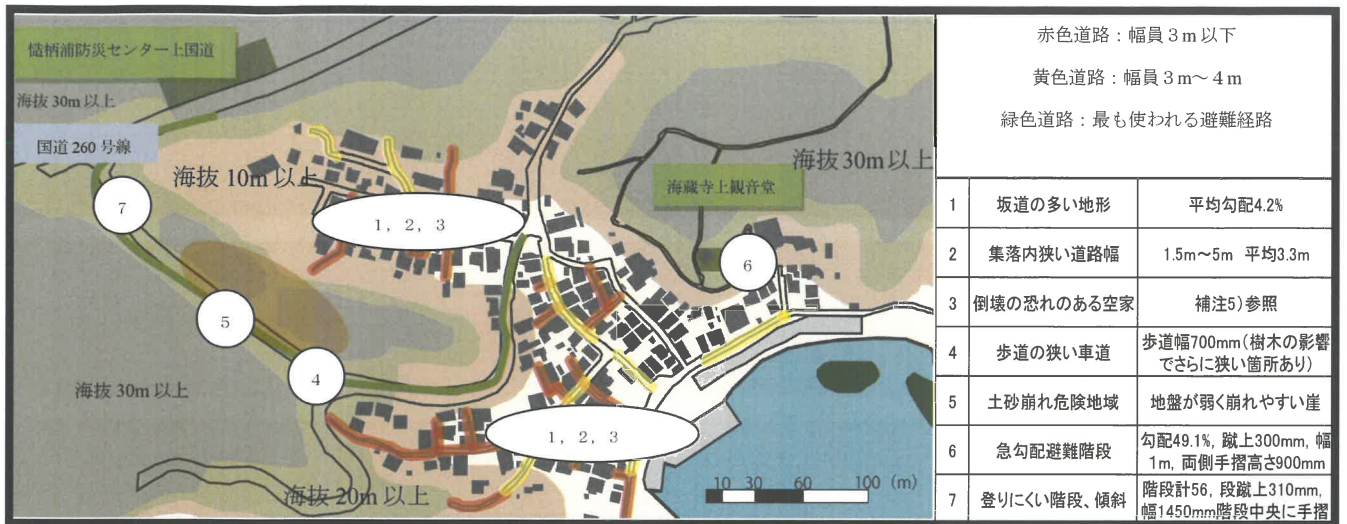 慥柄浦防災センター上国道
海抜30m以上
国道260号線
海抜10m以上
7
1, 2, 3
海抜30m以上
海蔵寺上観音堂
6
5
4
海抜30m以上
1, 2, 3
海抜20m以上
10 30 60 100 (m)
赤色道路:幅員3m以下
黄色道路:幅員3m~4m
緑色道路:最も使われる避難経路
1 坂道の多い地形 平均勾配4.2%
2 集落内狭い道路幅 1.5m~5m 平均3.3m
3 倒壊の恐れのある空家 補注5)参照
4 歩道の狭い車道 歩道幅700mm(樹木の影響
でさらに狭い箇所あり)
5 土砂崩れ危険地域 地盤が弱く崩れやすい崖
6 急勾配避難階段 勾配49.1%, 蹴上300mm, 幅
1m, 両側手摺高さ900mm
7 登りにくい階段、傾斜 階段計56, 段蹴上310mm,
幅1450mm階段中央に手摺